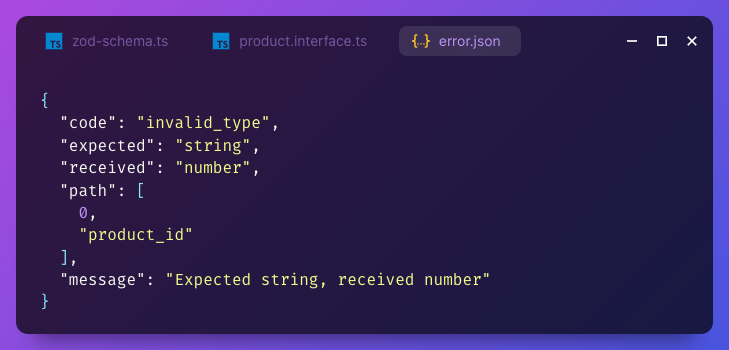 TS zod-schema.ts TS product.interface.ts {..} error.json
{
"code": "invalid_type",
"expected": "string",
"received": "number",
"path": [
0,
"product_id"
],
"message": "Expected string, received number"
}